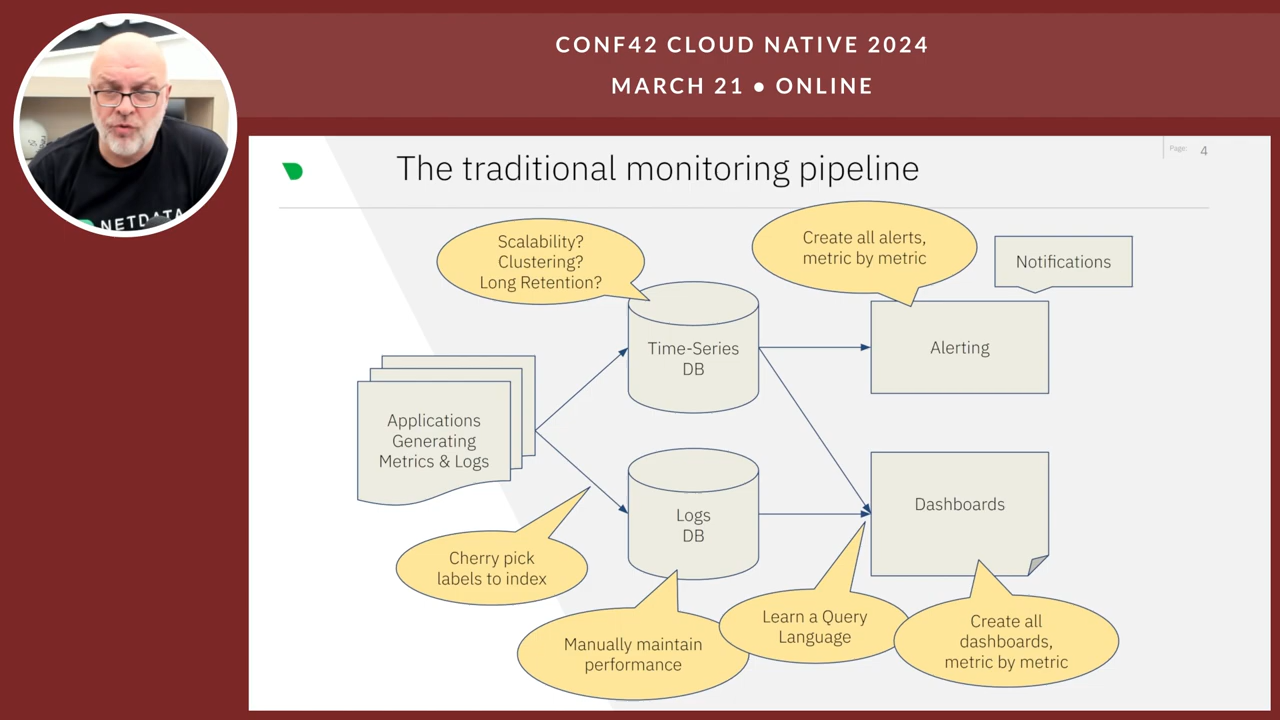 CONF42 CLOUD NATIVE 2024
MARCH 21 ● ONLINE
NETDATA
Page: 4
The traditional monitoring pipeline
Scalability?
Clustering?
Long Retention?
Create all alerts,
metric by metric
Notifications
Time-Series
DB
Alerting
Applications
Generating
Metrics & Logs
Logs
DB
Dashboards
Cherry pick
labels to index
Manually maintain
performance
Learn a Query
Language
Create all
dashboards,
metric by metric